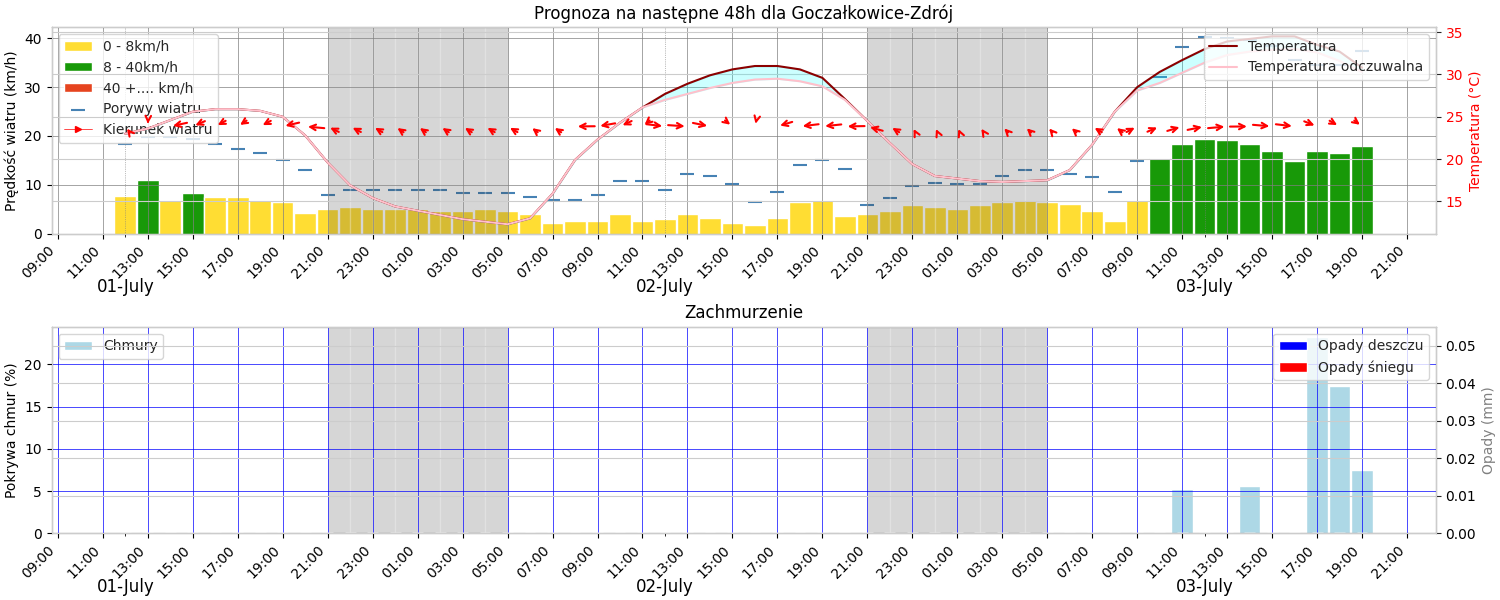 Prognoza na następne 48h dla Goczałkowice-Zdrój
Prędkość wiatru (km/h)
40
30
20
10
0
0 - 8km/h
8 - 40km/h
40 +.... km/h
Porywy wiatru
Kierunek wiatru
Temperatura
Temperatura odczuwalna
35
30
25
20
15
Temperatura (°C)
09:00 11:00 13:00 15:00 17:00 19:00 21:00 23:00 01:00 03:00 05:00 07:00 09:00 11:00 13:00 15:00 17:00 19:00 21:00 23:00 01:00 03:00 05:00 07:00 09:00 11:00 13:00 15:00 17:00 19:00 21:00
01-July 02-July 03-July
Zachmurzenie
Pokrywa chmur (%)
20
15
10
5
0
Chmury
Opady deszczu
Opady śniegu
0.05
0.04
0.03
0.02
0.01
0.00
Opady (mm)
09:00 11:00 13:00 15:00 17:00 19:00 21:00 23:00 01:00 03:00 05:00 07:00 09:00 11:00 13:00 15:00 17:00 19:00 21:00 23:00 01:00 03:00 05:00 07:00 09:00 11:00 13:00 15:00 17:00 19:00 21:00
01-July 02-July 03-July